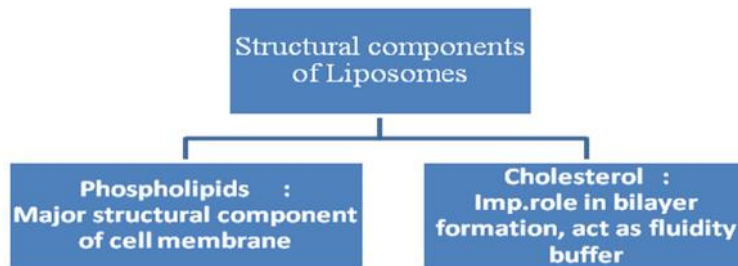 Structural components
of Liposomes
Phospholipids :
Major structural component
of cell membrane
Cholesterol :
Imp.role in bilayer
formation, act as fluidity
buffer